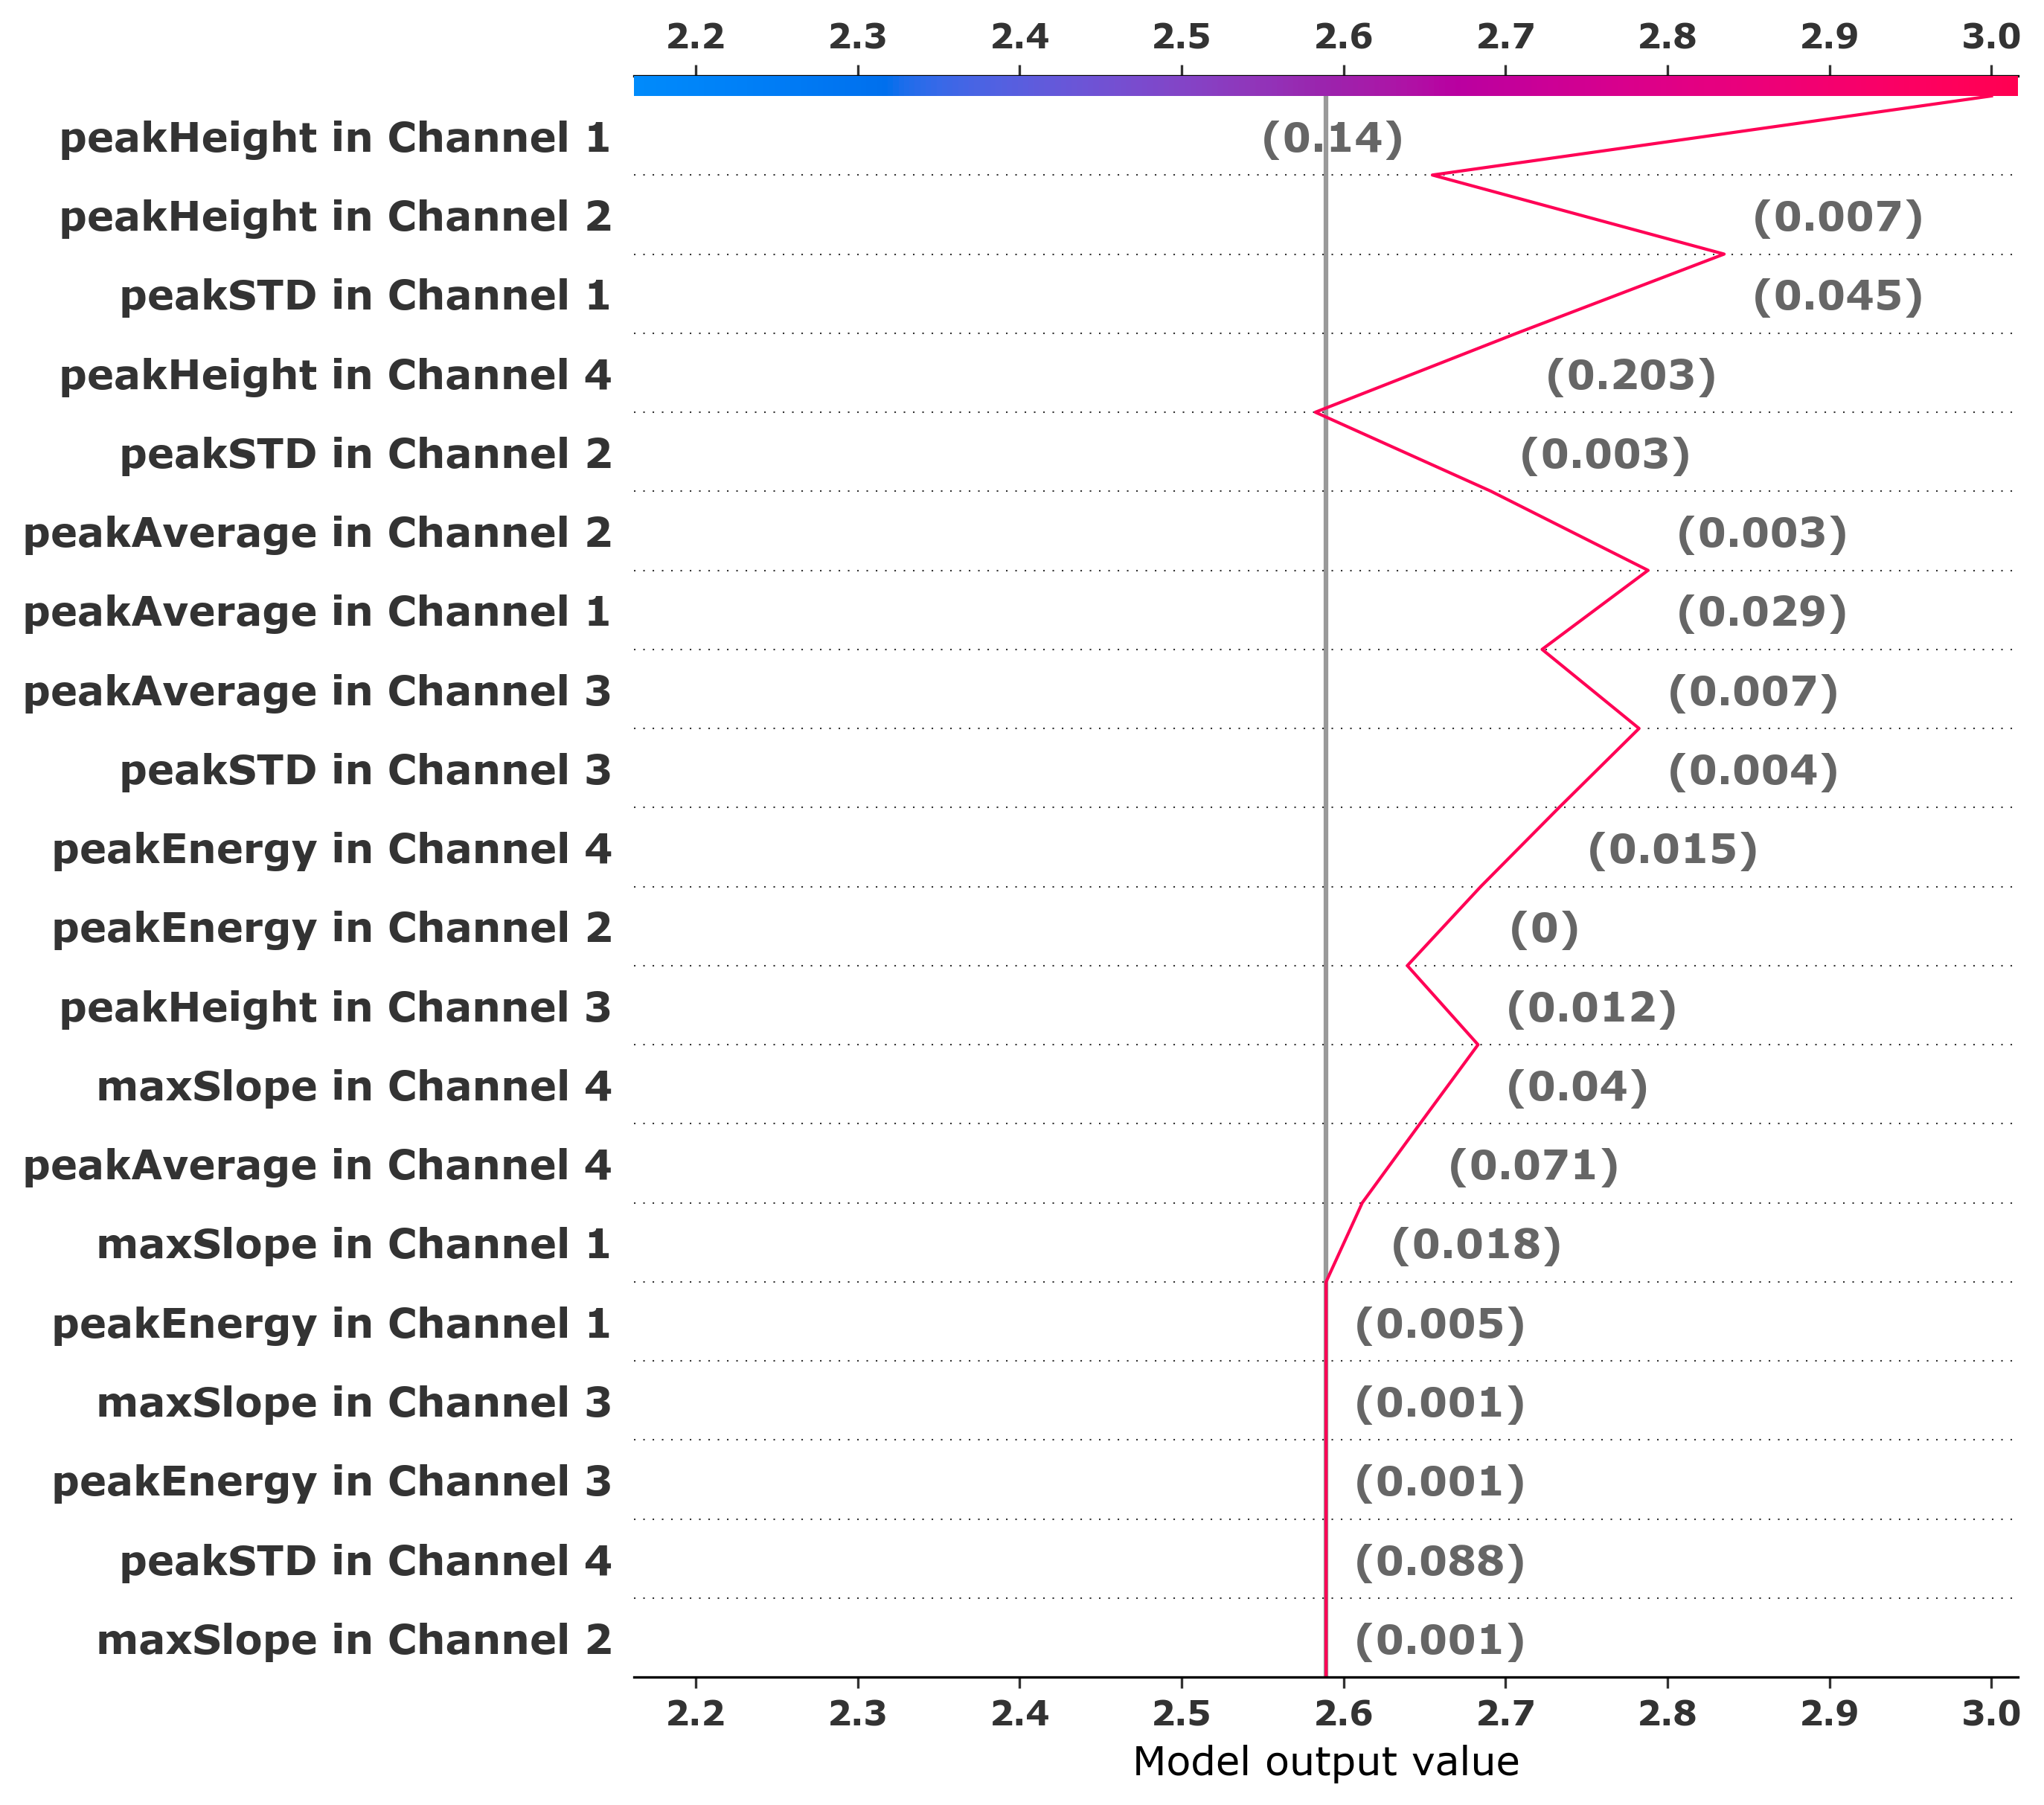 2.2 2.3 2.4 2.5 2.6 2.7 2.8 2.9 3.0
peakHeight in Channel 1 (0.14)
peakHeight in Channel 2 (0.007)
peakSTD in Channel 1 (0.045)
peakHeight in Channel 4 (0.203)
peakSTD in Channel 2 (0.003)
peakAverage in Channel 2 (0.003)
peakAverage in Channel 1 (0.029)
peakAverage in Channel 3 (0.007)
peakSTD in Channel 3 (0.004)
peakEnergy in Channel 4 (0.015)
peakEnergy in Channel 2 (0)
peakHeight in Channel 3 (0.012)
maxSlope in Channel 4 (0.04)
peakAverage in Channel 4 (0.071)
maxSlope in Channel 1 (0.018)
peakEnergy in Channel 1 (0.005)
maxSlope in Channel 3 (0.001)
peakEnergy in Channel 3 (0.001)
peakSTD in Channel 4 (0.088)
maxSlope in Channel 2 (0.001)
2.2 2.3 2.4 2.5 2.6 2.7 2.8 2.9 3.0
Model output value